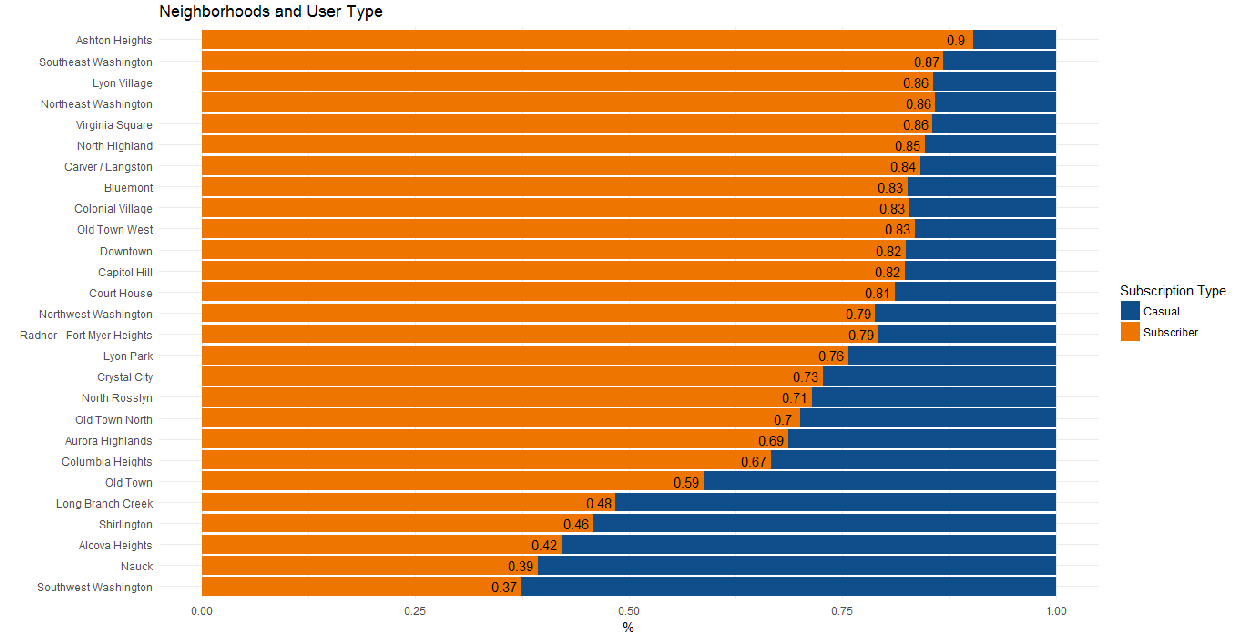 Neighborhoods and User Type
Ashton Heights 0.9
Southeast Washington 0.87
Lyon Village 0.86
Northeast Washington 0.86
Virginia Square 0.86
North Highland 0.85
Carver / Langston 0.84
Bluemont 0.83
Colonial Village 0.83
Old Town West 0.83
Downtown 0.82
Capitol Hill 0.82
Court House 0.81
Northwest Washington 0.79
Radnor - Fort Myer Heights 0.79
Lyon Park 0.76
Crystal City 0.73
North Rosslyn 0.71
Old Town North 0.7
Aurora Highlands 0.69
Columbia Heights 0.67
Old Town 0.59
Long Branch Creek 0.48
Shirlington 0.46
Alcova Heights 0.42
Nauck 0.39
Southwest Washington 0.37
0.00 0.25 0.50 0.75 1.00
%
Subscription Type
Casual
Subscriber